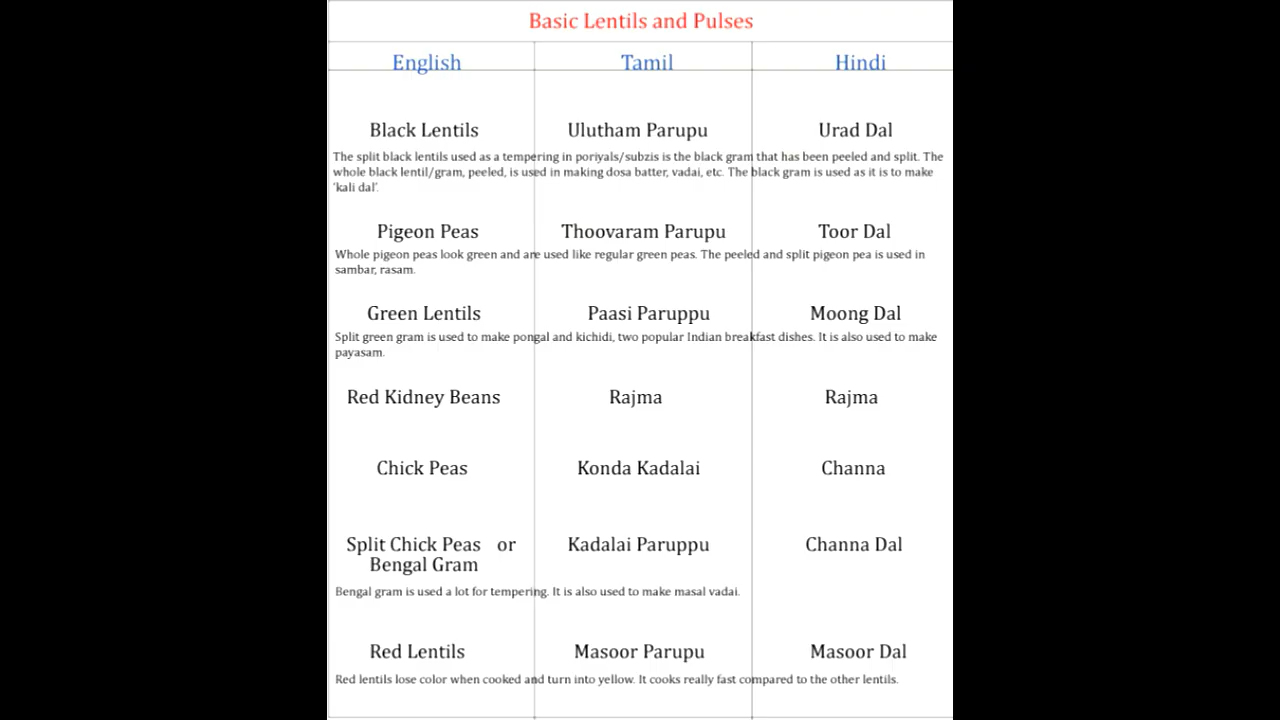 Basic Lentils and Pulses
English Tamil Hindi
Black Lentils Ulutham Parupu Urad Dal
The split black lentils used as a tempering in poriyals/subzis is the black gram that has been peeled and split. The
whole black lentil/gram, peeled, is used in making dosa batter, vadai, etc. The black gram is used as it is to make
'kali dal'.
Pigeon Peas Thoovaram Parupu Toor Dal
Whole pigeon peas look green and are used like regular green peas. The peeled and split pigeon pea is used in
sambar, rasam.
Green Lentils Paasi Paruppu Moong Dal
Split green gram is used to make pongal and kichidi, two popular Indian breakfast dishes. It is also used to make
payasam.
Red Kidney Beans Rajma Rajma
Chick Peas Konda Kadalai Channa
Split Chick Peas or Kadalai Paruppu Channa Dal
Bengal Gram
Bengal gram is used a lot for tempering. It is also used to make masal vadai.
Red Lentils Masoor Parupu Masoor Dal
Red lentils lose color when cooked and turn into yellow. It cooks really fast compared to the other lentils.